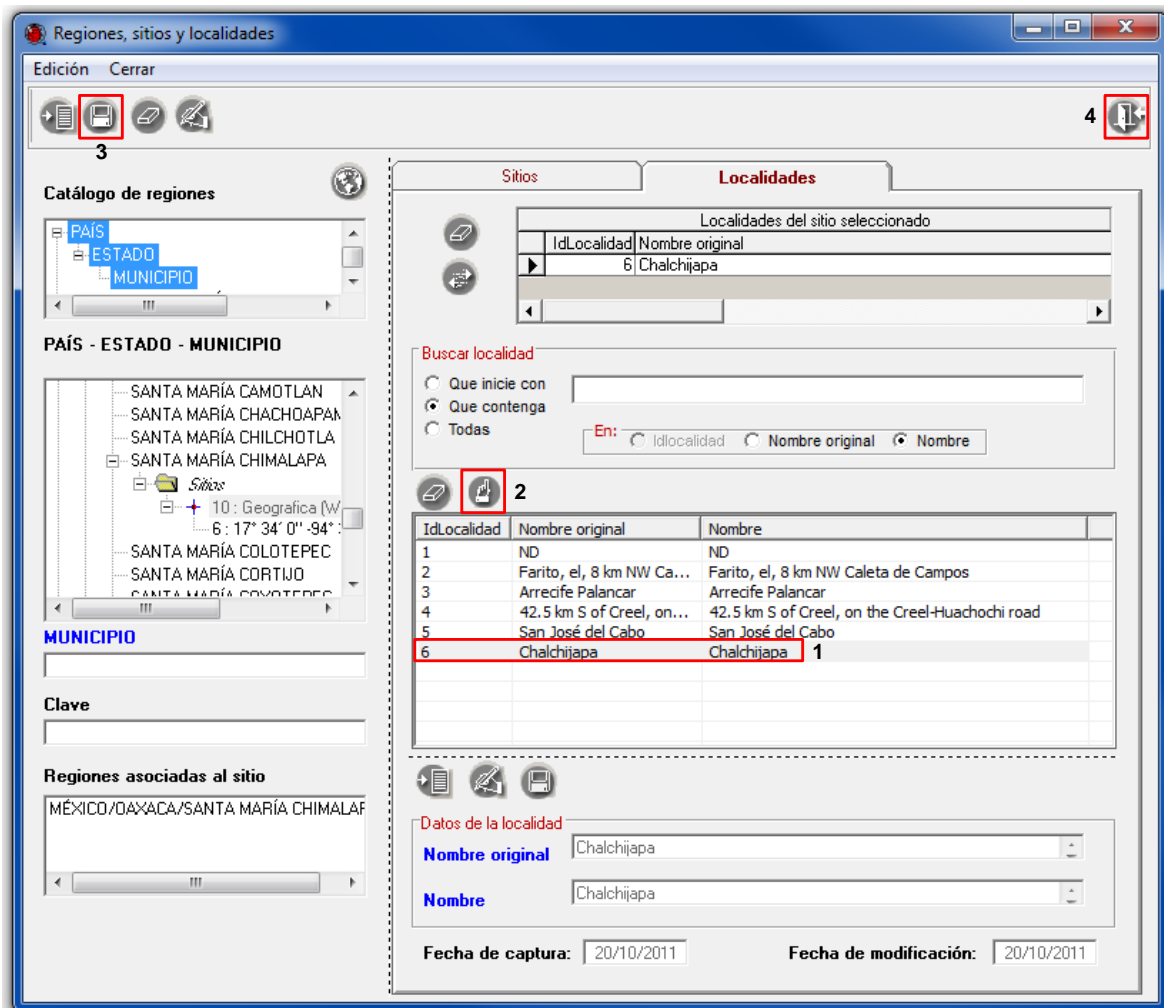 Regiones, sitios y localidades
Edición Cerrar
3
4
Catálogo de regiones
PAÍS
ESTADO
MUNICIPIO
PAÍS - ESTADO - MUNICIPIO
SANTA MARÍA CAMOTLAN
SANTA MARÍA CHACHOAPAN
SANTA MARÍA CHILCHOTLA
SANTA MARÍA CHIMALAPA
Sitios
10 : Geografica (W
6 : 17° 34´ 0'' -94°
SANTA MARÍA COLOTEPEC
SANTA MARÍA CORTIJO
SANTA MARÍA COYOTEPEC
MUNICIPIO
Clave
Regiones asociadas al sitio
MÉXICO/OAXACA/SANTA MARÍA CHIMALAP
Sitios Localidades
Localidades del sitio seleccionado
IdLocalidad Nombre original
6 Chalchijapa
Buscar localidad
Que inicie con
Que contenga
Todas
En: Idlocalidad Nombre original Nombre
2
IdLocalidad Nombre original Nombre
1 ND ND
2 Farito, el, 8 km NW Ca... Farito, el, 8 km NW Caleta de Campos
3 Arrecife Palancar Arrecife Palancar
4 42.5 km S of Creel, on... 42.5 km S of Creel, on the Creel-Huachochi road
5 San José del Cabo San José del Cabo
6 Chalchijapa Chalchijapa 1
Datos de la localidad
Nombre original Chalchijapa
Nombre Chalchijapa
Fecha de captura: 20/10/2011 Fecha de modificación: 20/10/2011